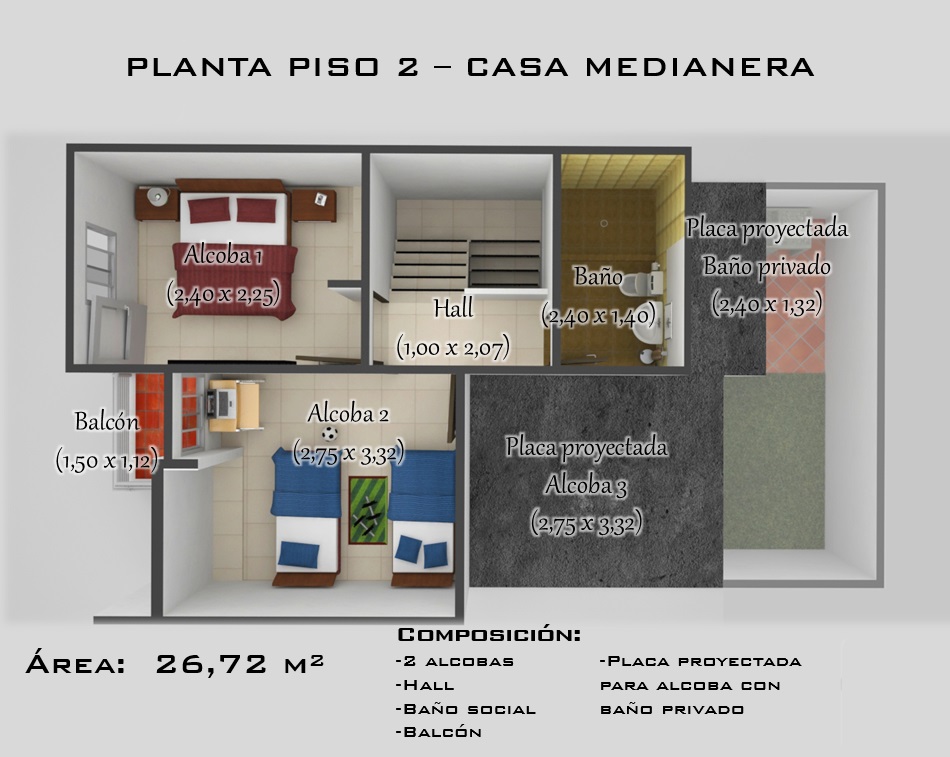 PLANTA PISO 2 – CASA MEDIANERA
Alcoba 1
(2,40 x 2,25)
Hall
(1,00 x 2,07)
Baño
(2,40 x 1,40)
Placa proyectada
Baño privado
(2,40 x 1,32)
Balcón
(1,50 x 1,12)
Alcoba 2
(2,75 x 3,32)
Placa proyectada
Alcoba 3
(2,75 x 3,32)
Área: 26,72 m²
Composición:
-2 alcobas
-Hall
-Baño social
-Balcón
-Placa proyectada
para alcoba con
baño privado